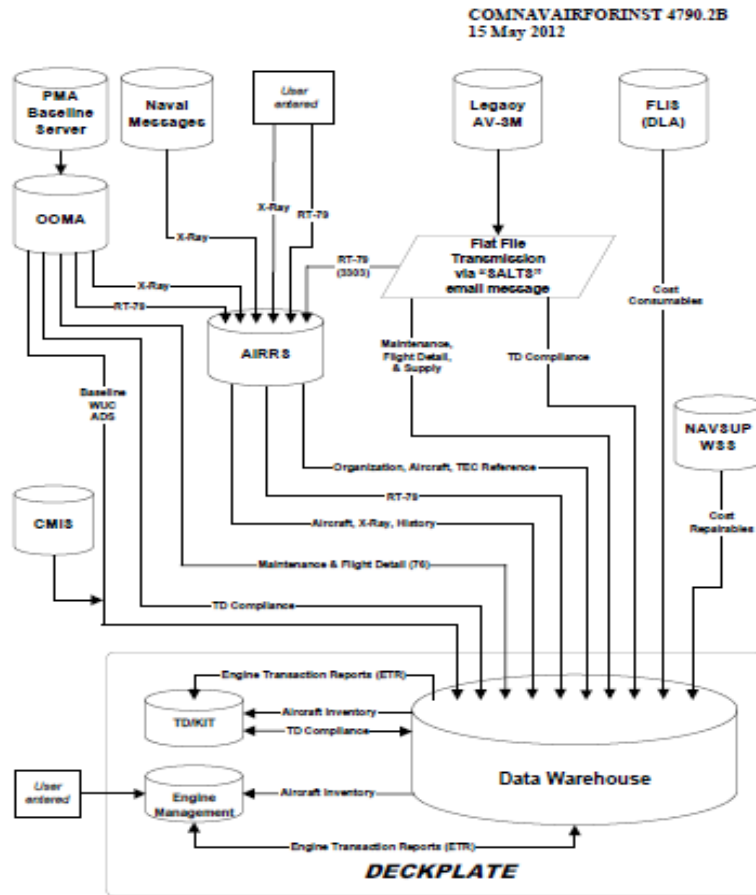 COMNAVAIRFORINST 4790.2B
15 May 2012
PMA
Baseline
Server
Naval
Messages
User
entered
Legacy
AV-3M
FLIS
(DLA)
OOMA
X-Ray
RT-79
X-Ray
Flat File
Transmission
via "SALTS"
email message
RT-79
(3303)
X-Ray
RT-79
Cost
Consumables
AIRRS
Maintenance,
Flight Detail,
& Supply
TD Compliance
Baseline
WUC
ADS
NAVSUP
WSS
Organization, Aircraft, TEC Reference
RT-79
CMIS
Aircraft, X-Ray, History
Cost
Repairables
Maintenance & Flight Detail (76)
TD Compliance
Engine Transaction Reports (ETR)
TD/KIT
Aircraft Inventory
TD Compliance
Data Warehouse
User
entered
Engine
Management
Aircraft Inventory
Engine Transaction Reports (ETR)
DECKPLATE